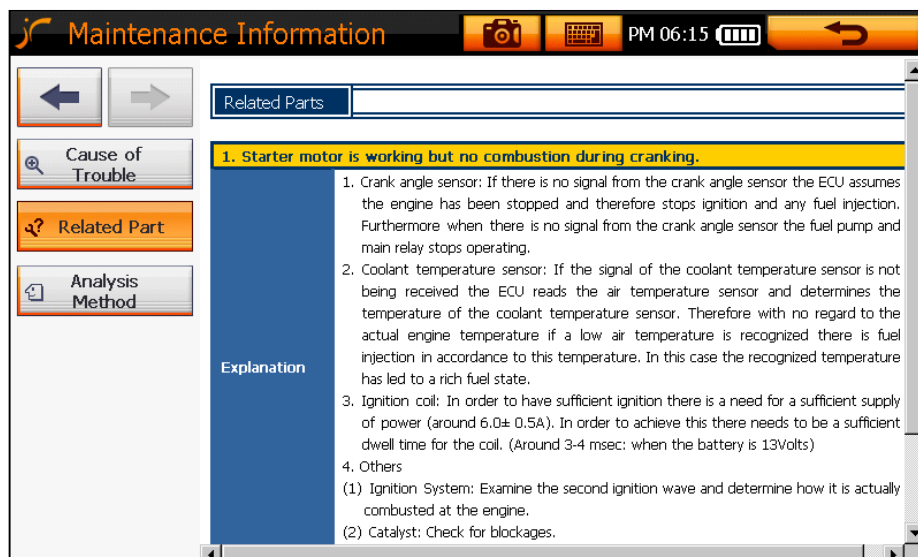 Maintenance Information
PM 06:15
Related Parts
Cause of
Trouble
Related Part
Analysis
Method
1. Starter motor is working but no combustion during cranking.
Explanation
1. Crank angle sensor: If there is no signal from the crank angle sensor the ECU assumes
the engine has been stopped and therefore stops ignition and any fuel injection.
Furthermore when there is no signal from the crank angle sensor the fuel pump and
main relay stops operating.
2. Coolant temperature sensor: If the signal of the coolant temperature sensor is not
being received the ECU reads the air temperature sensor and determines the
temperature of the coolant temperature sensor. Therefore with no regard to the
actual engine temperature if a low air temperature is recognized there is fuel
injection in accordance to this temperature. In this case the recognized temperature
has led to a rich fuel state.
3. Ignition coil: In order to have sufficient ignition there is a need for a sufficient supply
of power (around 6.0± 0.5A). In order to achieve this there needs to be a sufficient
dwell time for the coil. (Around 3-4 msec: when the battery is 13Volts)
4. Others
(1) Ignition System: Examine the second ignition wave and determine how it is actually
combusted at the engine.
(2) Catalyst: Check for blockages.